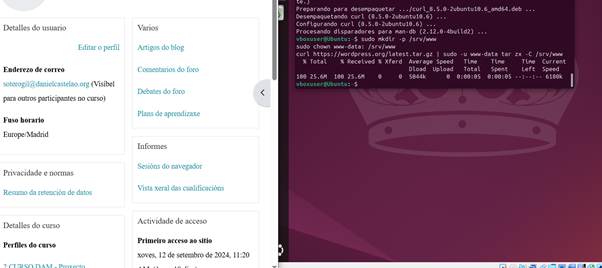 Detalles do usuario
Editar o perfil
Enderezo de correo
soterogil@danielcastelao.org (Visíbel
para outros participantes no curso)
Fuso horario
Europe/Madrid
Privacidade e normas
Resumo da retención de datos
Detalles do curso
Perfiles do curso
2 CURSO DAM - Proxecto
Varios
Artigos do blog
Comentarios do foro
Debates do foro
Plans de aprendizaxe
Informes
Sesións do navegador
Vista xeral das cualificacións
Actividade de acceso
Primeiro acceso ao sitio
xoves, 12 de setembro de 2024, 11:20
te.)
Preparando para desempaquetar .../curl_8.5.0-2ubuntu10.6_amd64.deb ...
Desempaquetando curl (8.5.0-2ubuntu10.6) ...
Configurando curl (8.5.0-2ubuntu10.6) ...
Procesando disparadores para man-db (2.12.0-4build2) ...
vboxuser@Ubuntu:~$ sudo mkdir -p /srv/www
sudo chown www-data: /srv/www
curl https://wordpress.org/latest.tar.gz | sudo -u www-data tar zx -C /srv/www
% Total % Received % Xferd Average Speed Time Time Time Current
Dload Upload Total Spent Left Speed
100 25.6M 100 25.6M 0 0 5044k 0 0:00:05 0:00:05 --:--:-- 6180k
vboxuser@Ubuntu:~$